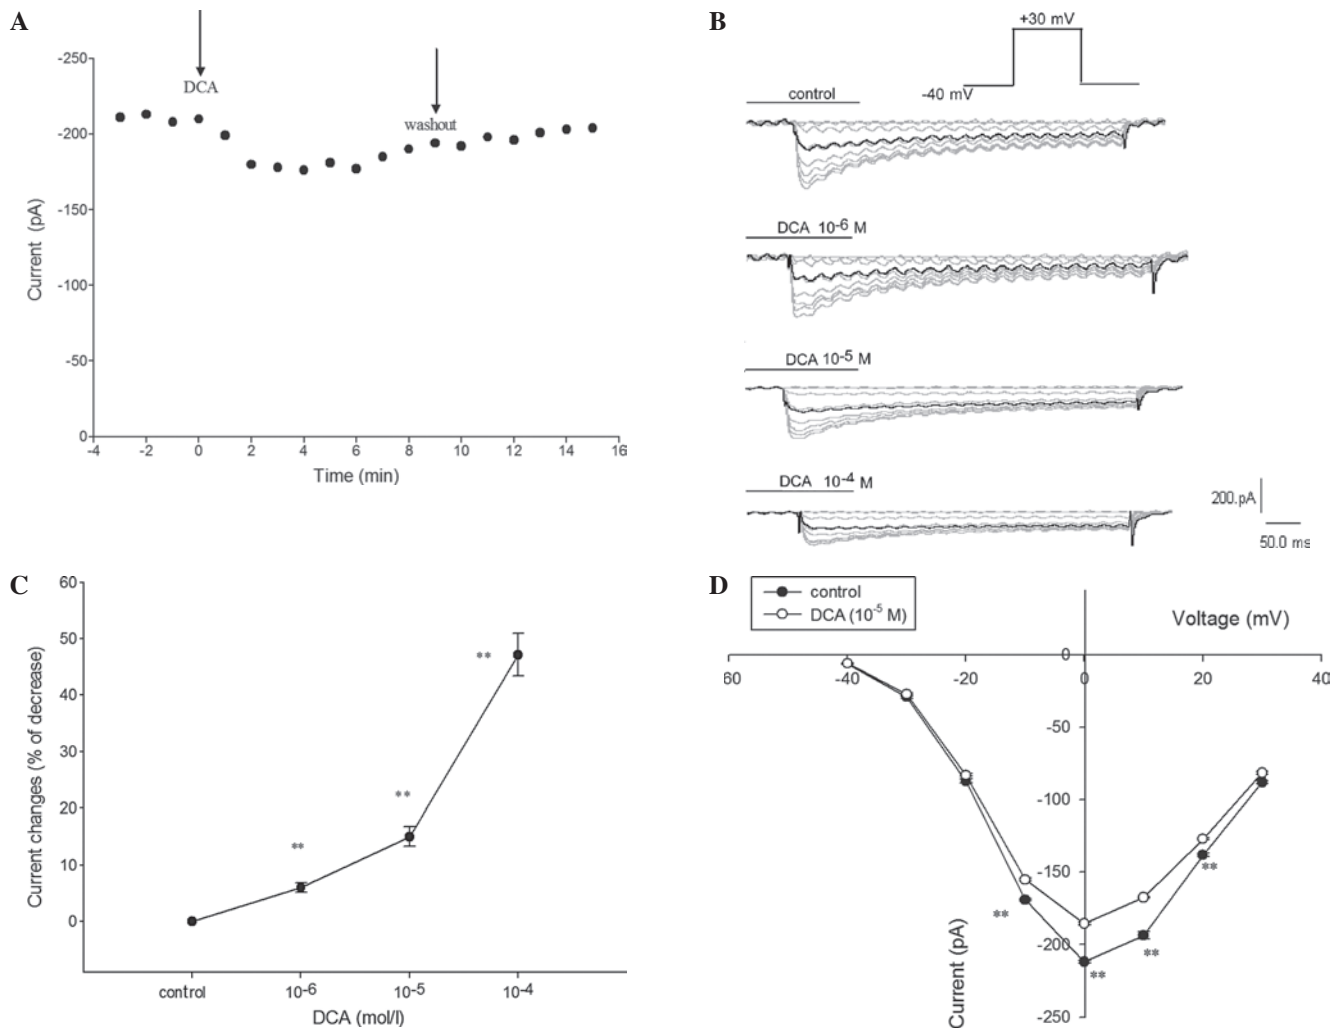 A
-250
-200
-150
-100
-50
0
Current (pA)
DCA
washout
-4 -2 0 2 4 6 8 10 12 14 16
Time (min)
B
+30 mV
-40 mV
control
DCA 10-6 M
DCA 10-5 M
DCA 10-4 M
200.pA
50.0 ms
C
60
50
40
30
20
10
0
Current changes (% of decrease)
**
**
**
control 10-6 10-5 10-4
DCA (mol/l)
D
control
DCA (10-5 M)
Voltage (mV)
60 -40 -20 0 20 40
0
-50
-100
-150
-200
-250
Current (pA)
**
**
**
**